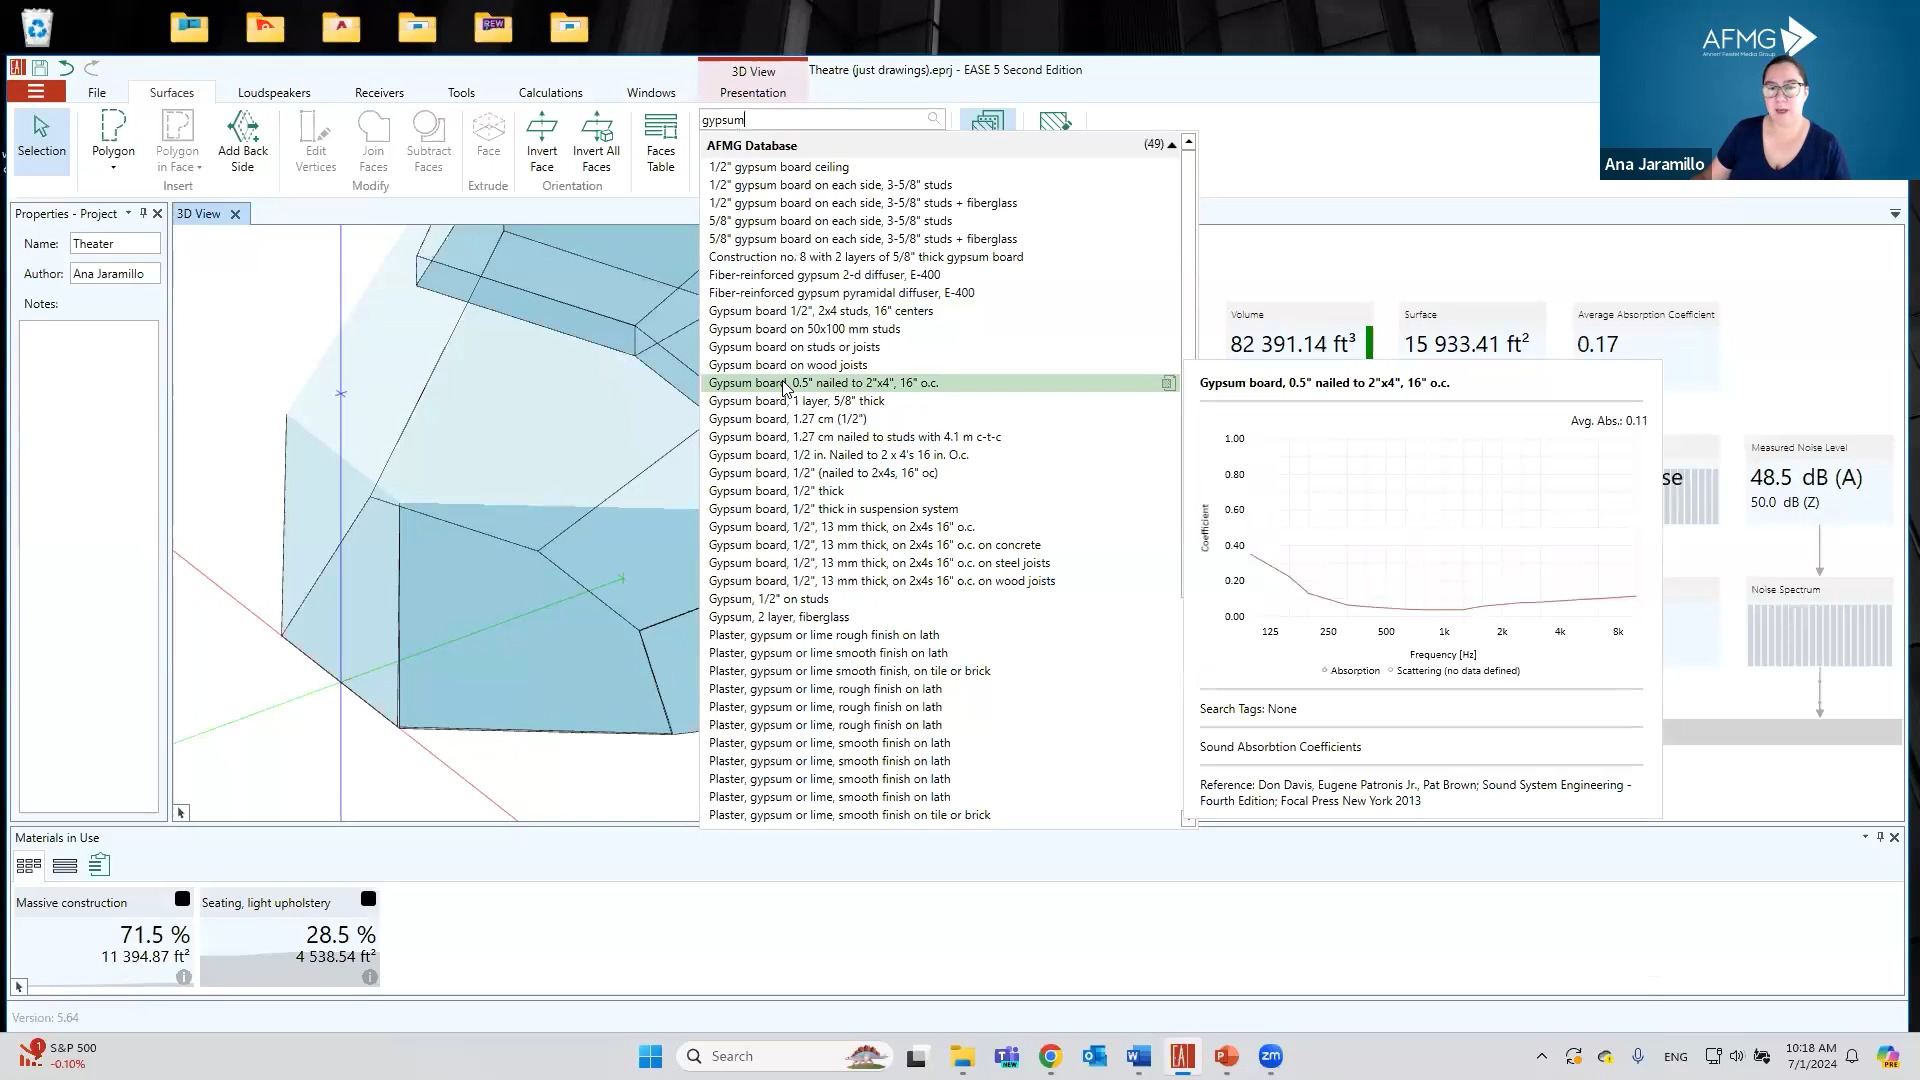 REW
AFMG
Ahnert Feistel Media Group
Ana Jaramillo
3D View
Presentation
Theatre (just drawings).eprj - EASE 5 Second Edition
File
Surfaces
Loudspeakers
Receivers
Tools
Calculations
Windows
Selection
Polygon
Polygon in Face
Add Back Side
Insert
Edit Vertices
Join Faces
Subtract Faces
Modify
Face
Extrude
Invert Face
Invert All Faces
Orientation
Faces Table
gypsum
Properties - Project
Name:
Theater
Author:
Ana Jaramillo
Notes:
3D View
AFMG Database
(49)
1/2" gypsum board ceiling
1/2" gypsum board on each side, 3-5/8" studs
1/2" gypsum board on each side, 3-5/8" studs + fiberglass
5/8" gypsum board on each side, 3-5/8" studs
5/8" gypsum board on each side, 3-5/8" studs + fiberglass
Construction no. 8 with 2 layers of 5/8" thick gypsum board
Fiber-reinforced gypsum 2-d diffuser, E-400
Fiber-reinforced gypsum pyramidal diffuser, E-400
Gypsum board 1/2", 2x4 studs, 16" centers
Gypsum board on 50x100 mm studs
Gypsum board on studs or joists
Gypsum board on wood joists
Gypsum board, 0.5" nailed to 2"x4", 16" o.c.
Gypsum board, 1 layer, 5/8" thick
Gypsum board, 1.27 cm (1/2")
Gypsum board, 1.27 cm nailed to studs with 4.1 m c-t-c
Gypsum board, 1/2 in. Nailed to 2 x 4's 16 in. O.c.
Gypsum board, 1/2" (nailed to 2x4s, 16" oc)
Gypsum board, 1/2" thick
Gypsum board, 1/2" thick in suspension system
Gypsum board, 1/2", 13 mm thick, on 2x4s 16" o.c.
Gypsum board, 1/2", 13 mm thick, on 2x4s 16" o.c. on concrete
Gypsum board, 1/2", 13 mm thick, on 2x4s 16" o.c. on steel joists
Gypsum board, 1/2", 13 mm thick, on 2x4s 16" o.c. on wood joists
Gypsum, 1/2" on studs
Gypsum, 2 layer, fiberglass
Plaster, gypsum or lime rough finish on lath
Plaster, gypsum or lime smooth finish on lath
Plaster, gypsum or lime smooth finish, on tile or brick
Plaster, gypsum or lime, rough finish on lath
Plaster, gypsum or lime, rough finish on lath
Plaster, gypsum or lime, rough finish on lath
Plaster, gypsum or lime, smooth finish on lath
Plaster, gypsum or lime, smooth finish on lath
Plaster, gypsum or lime, smooth finish on lath
Plaster, gypsum or lime, smooth finish on lath
Plaster, gypsum or lime, smooth finish on tile or brick
Volume
82 391.14 ft³
Surface
15 933.41 ft²
Average Absorption Coefficient
0.17
Gypsum board, 0.5" nailed to 2"x4", 16" o.c.
Avg. Abs.: 0.11
1.00
0.80
0.60
0.40
0.20
0.00
Coefficient
125 250 500 1k 2k 4k 8k
Frequency [Hz]
Absorption Scattering (no data defined)
Search Tags: None
Sound Absorbtion Coefficients
Reference: Don Davis, Eugene Patronis Jr., Pat Brown; Sound System Engineering -
Fourth Edition; Focal Press New York 2013
se
Measured Noise Level
48.5 dB (A)
50.0 dB (Z)
Noise Spectrum
Materials in Use
Massive construction
71.5 %
11 394.87 ft²
Seating, light upholstery
28.5 %
4 538.54 ft²
Version: 5.64
1
S&P 500
-0.10%
Search
NEW
zm
ENG
10:18 AM
7/1/2024
PRE